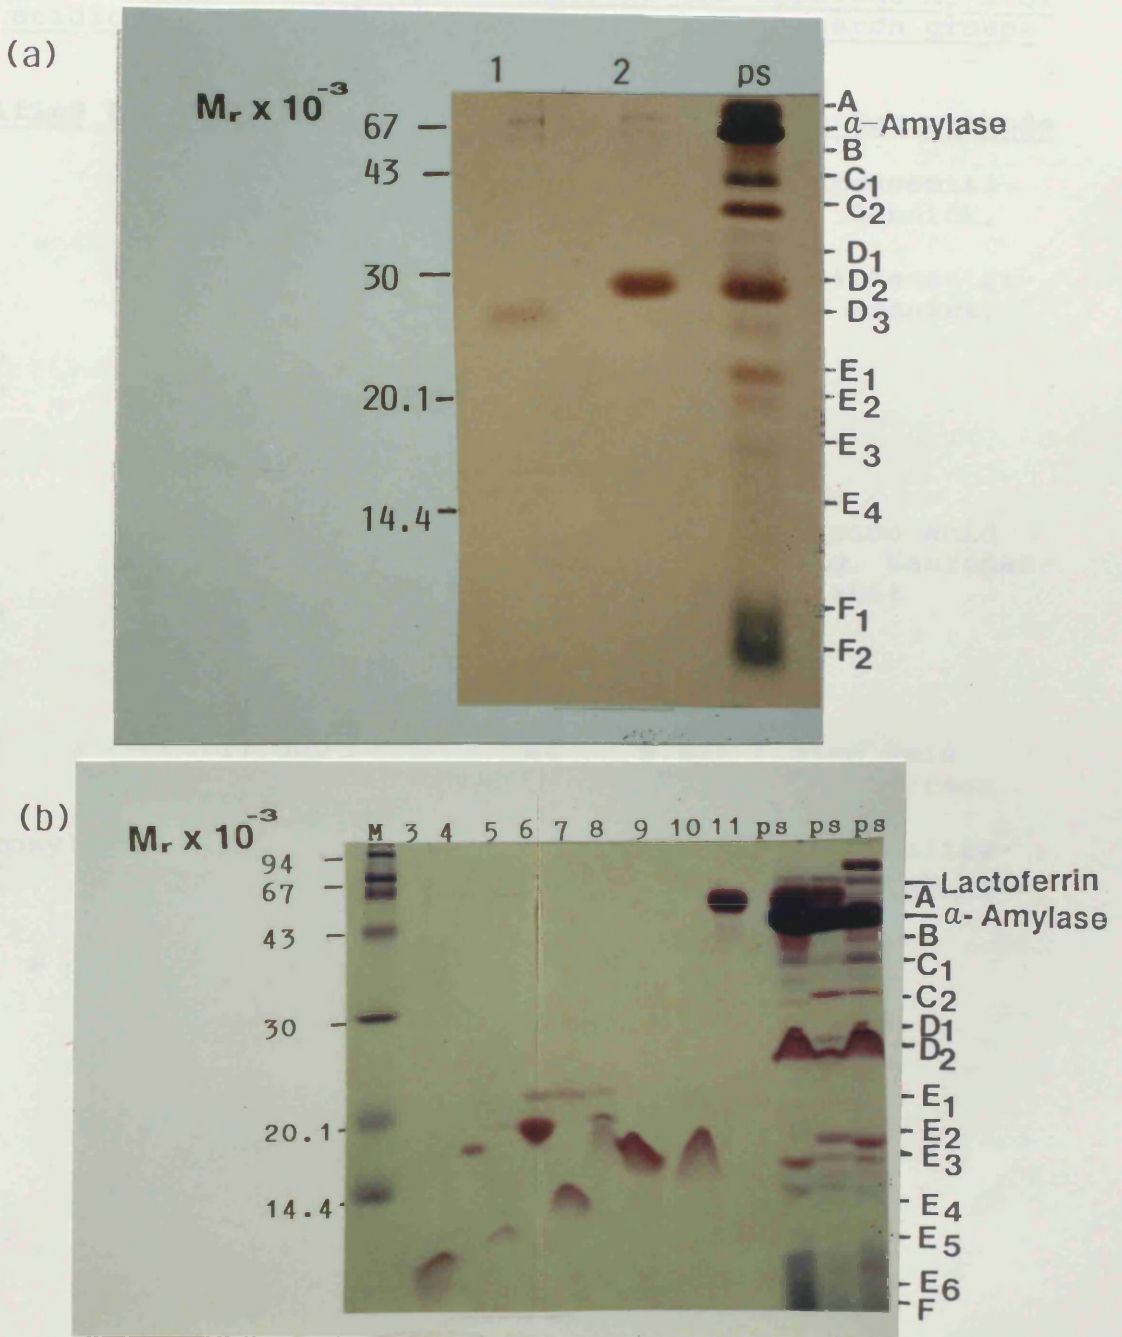 (a)
1 2 ps
Mr x 10-3
67
43
30
20.1
14.4
A
α-Amylase
B
C1
C2
D1
D2
D3
E1
E2
E3
E4
F1
F2
(b)
Mr x 10-3
M 3 4 5 6 7 8 9 10 11 ps ps ps
94
67
43
30
20.1
14.4
Lactoferrin
A
α-Amylase
B
C1
C2
D1
D2
E1
E2
E3
E4
E5
E6
F